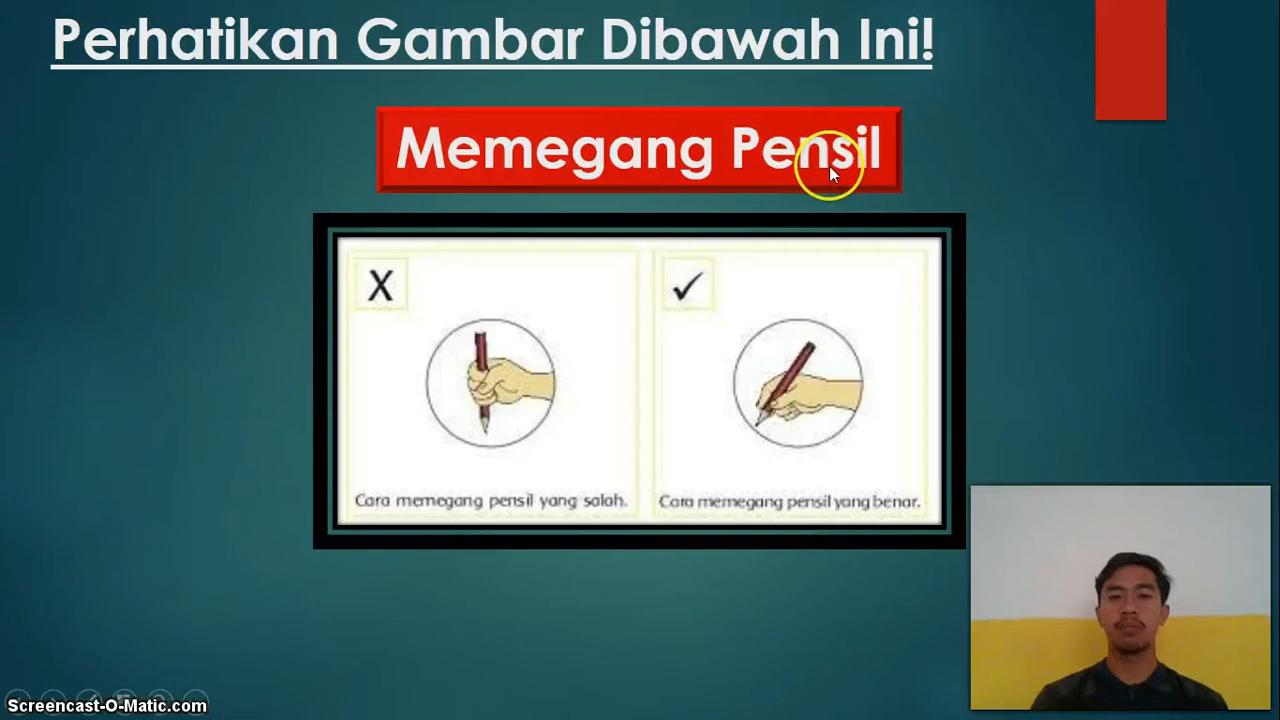 Perhatikan Gambar Dibawah Ini!
Memegang Pensil
X
✓
Cara memegang pensil yang salah.
Cara memegang pensil yang benar.
Screencast-O-Matic.com